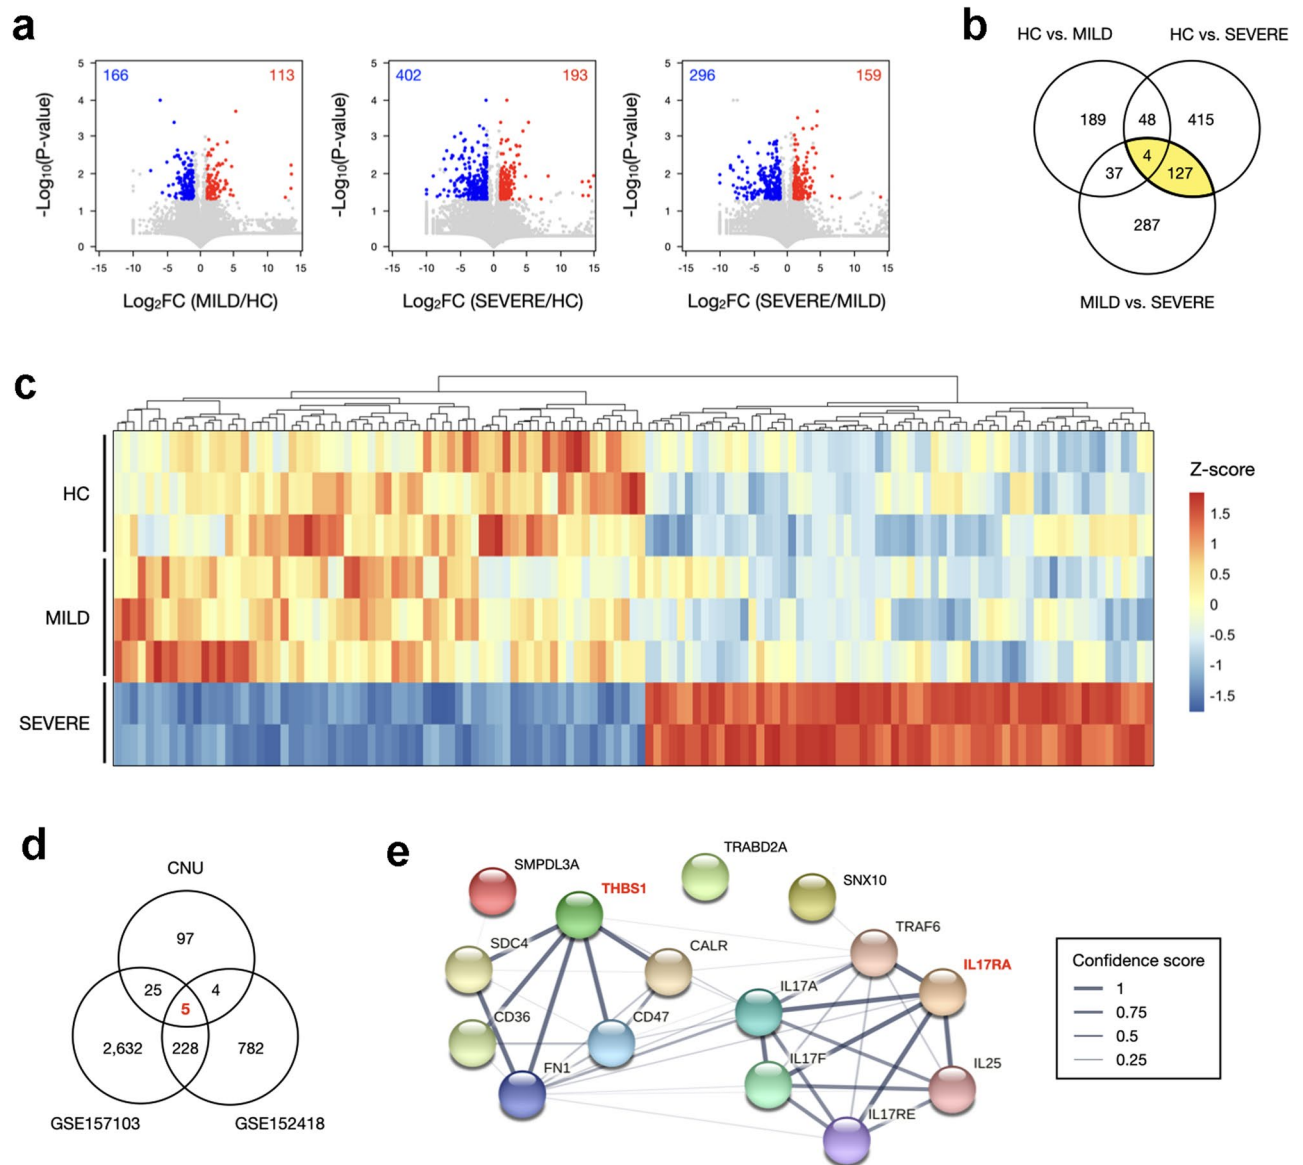 a
5
4
3
2
1
0
-Log10(P-value)
166
113
-15
-10
-5
0
5
10
15
Log2FC (MILD/HC)
5
4
3
2
1
0
-Log10(P-value)
402
193
-15
-10
-5
0
5
10
15
Log2FC (SEVERE/HC)
5
4
3
2
1
0
-Log10(P-value)
296
159
-15
-10
-5
0
5
10
15
Log2FC (SEVERE/MILD)
b
HC vs. MILD
HC vs. SEVERE
189
48
415
4
37
127
287
MILD vs. SEVERE
c
HC
MILD
SEVERE
Z-score
1.5
1
0.5
0
-0.5
-1
-1.5
d
CNU
97
25
4
5
2,632
228
782
GSE157103
GSE152418
e
SMPDL3A
THBS1
TRABD2A
SNX10
SDC4
CALR
TRAF6
IL17RA
IL17A
CD36
CD47
FN1
IL17F
IL25
IL17RE
Confidence score
1
0.75
0.5
0.25